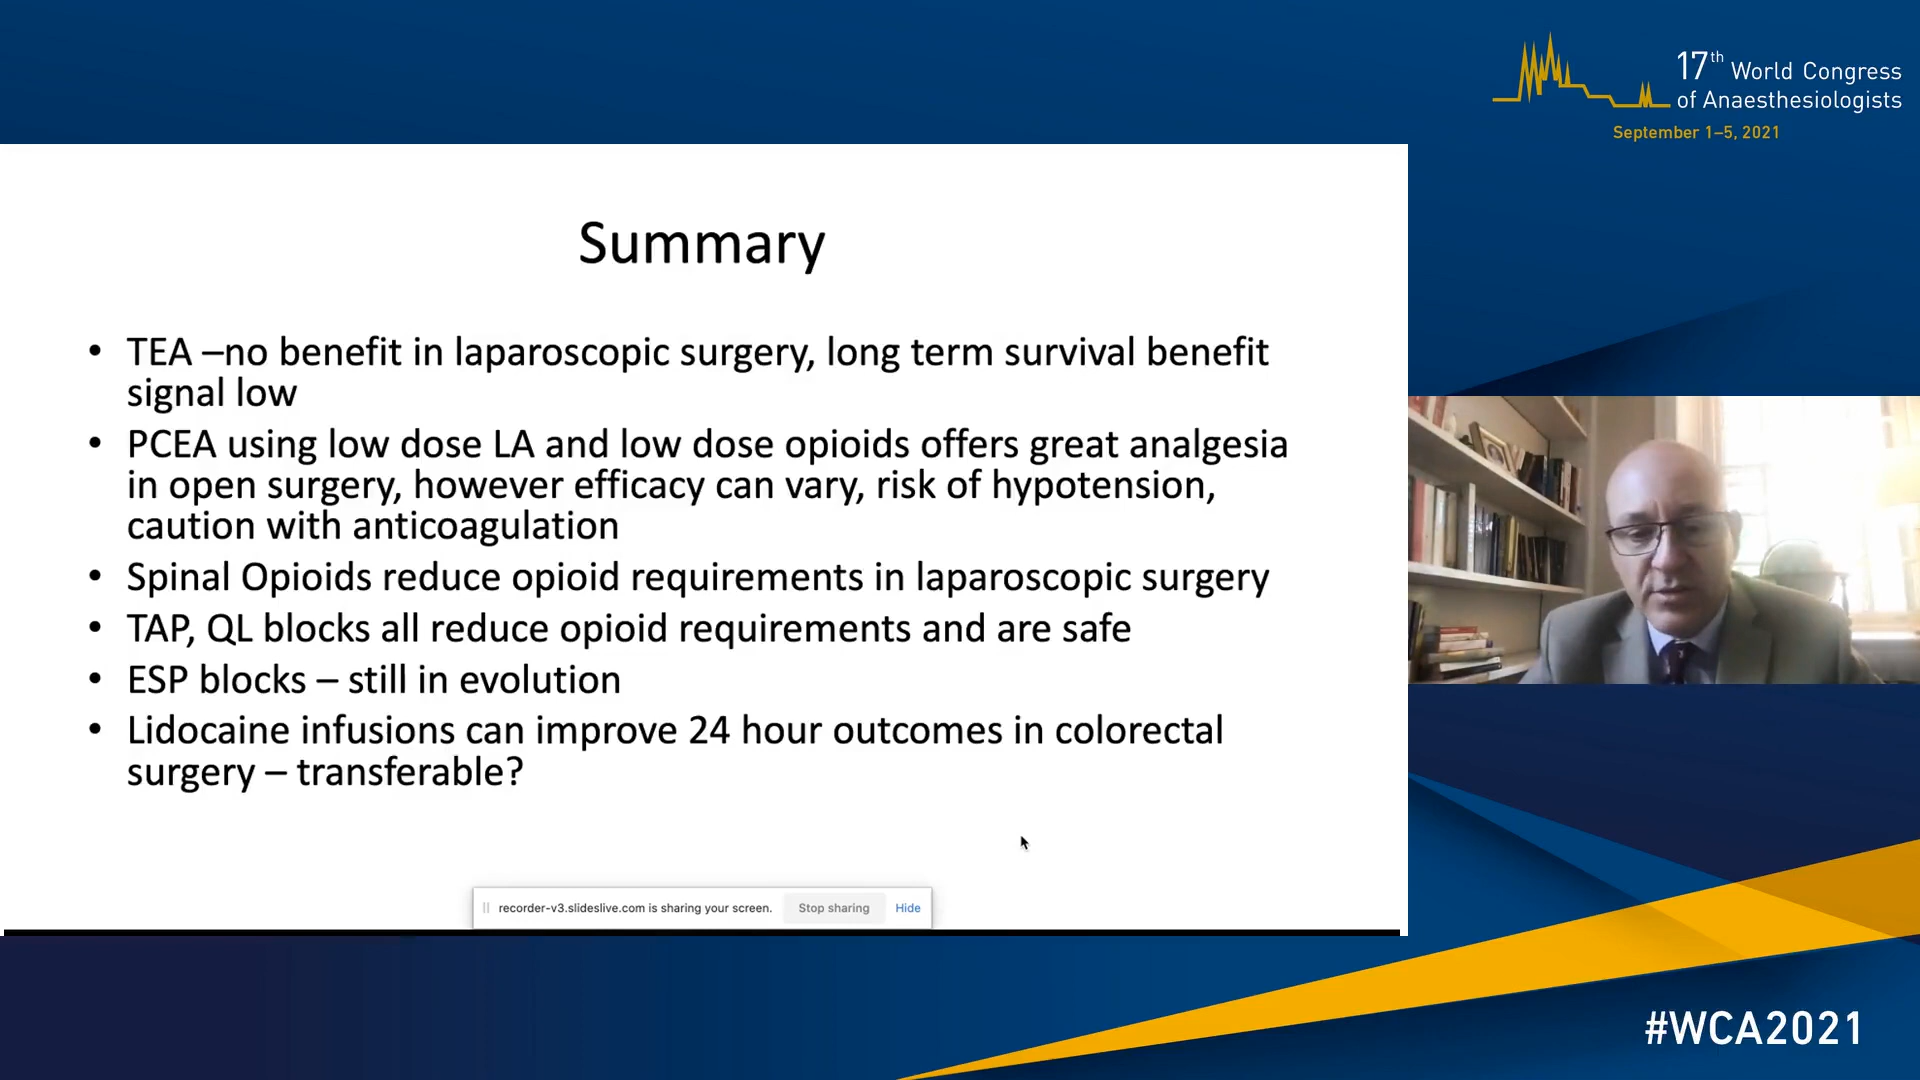 17th World Congress
of Anaesthesiologists
September 1–5, 2021
Summary
• TEA –no benefit in laparoscopic surgery, long term survival benefit
signal low
• PCEA using low dose LA and low dose opioids offers great analgesia
in open surgery, however efficacy can vary, risk of hypotension,
caution with anticoagulation
• Spinal Opioids reduce opioid requirements in laparoscopic surgery
• TAP, QL blocks all reduce opioid requirements and are safe
• ESP blocks – still in evolution
• Lidocaine infusions can improve 24 hour outcomes in colorectal
surgery – transferable?
recorder-v3.slideslive.com is sharing your screen. Stop sharing Hide
#WCA2021